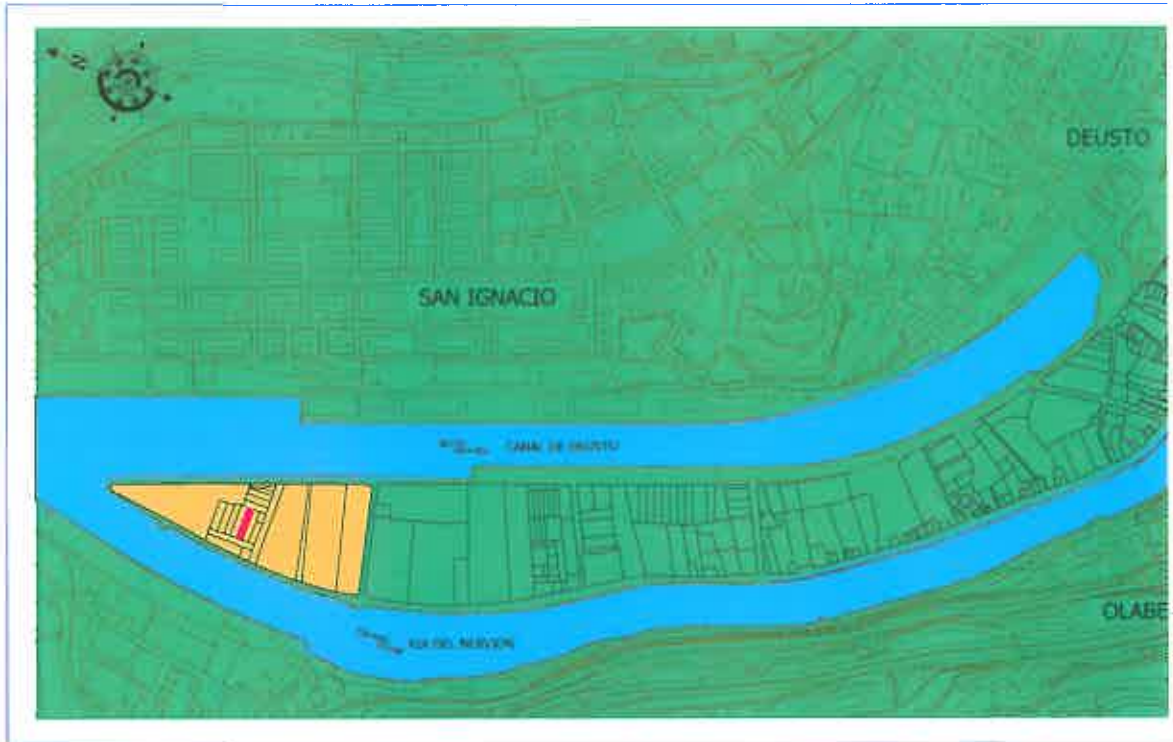 N
DEUSTO
SAN IGNACIO
CANAL DE DEUSTO
RIA DEL NERVION
OLABE